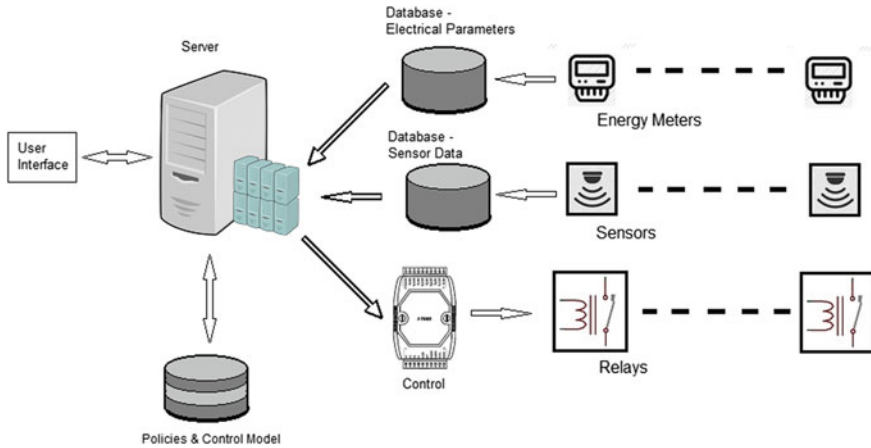 Database -
Electrical Parameters
Server
Energy Meters
User
Interface
Database -
Sensor Data
Sensors
Control
Relays
Policies & Control Model